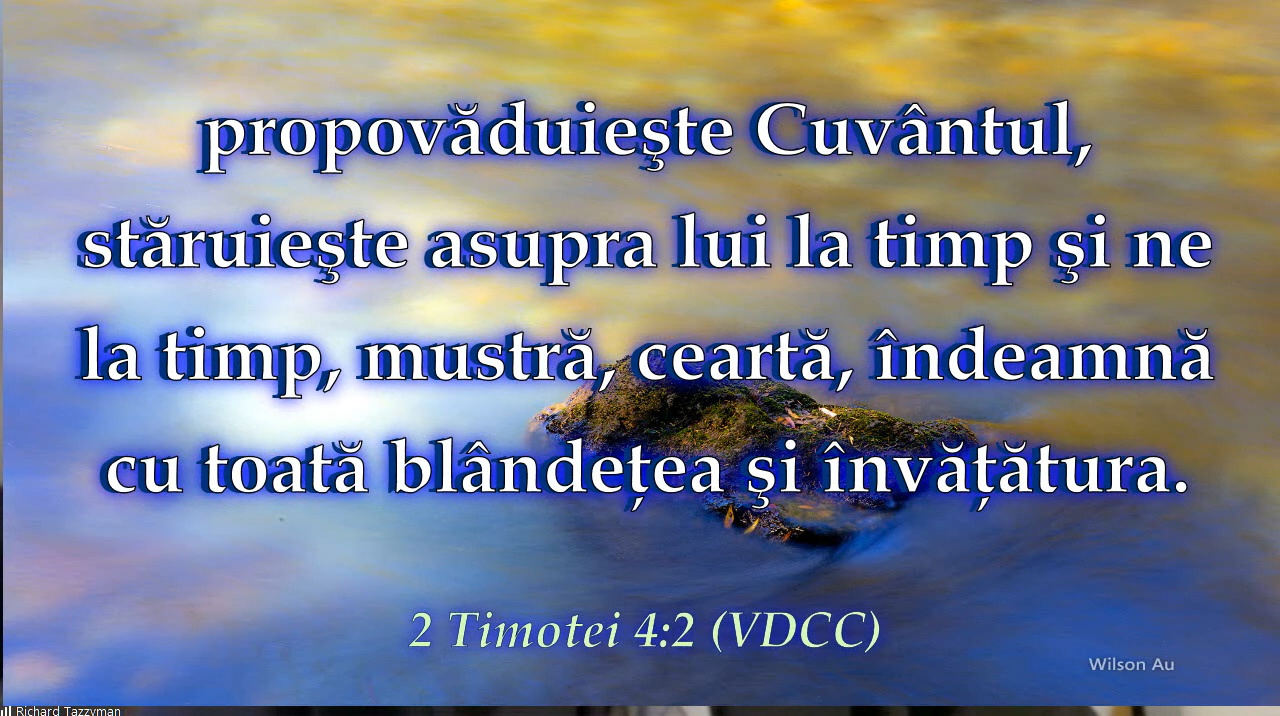 propovăduieşte Cuvântul,
stăruieşte asupra lui la timp şi ne
la timp, mustră, ceartă, îndeamnă
cu toată blândețea şi învățătura.
2 Timotei 4:2 (VDCC)
Wilson Au
Richard Tazzyman